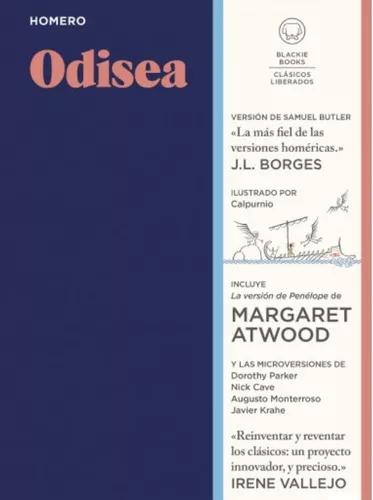 HOMERO
Odisea
BLACKIE
BOOKS
CLÁSICOS
LIBERADOS
VERSIÓN DE SAMUEL BUTLER
«La más fiel de las
versiones homéricas.»
J.L. BORGES
ILUSTRADO POR
Calpurnio
INCLUYE
La versión de Penélope de
MARGARET
ATWOOD
Y LAS MICROVERSIONES DE
Dorothy Parker
Nick Cave
Augusto Monterroso
Javier Krahe
«Reinventar y reventar
los clásicos: un proyecto
innovador, y precioso.»
IRENE VALLEJO